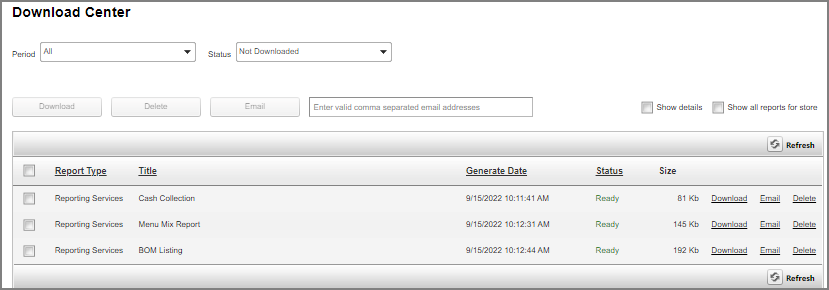 Download Center
Period All Status Not Downloaded
Download Delete Email Enter valid comma separated email addresses Show details Show all reports for store
Refresh
Report Type Title Generate Date Status Size
Reporting Services Cash Collection 9/15/2022 10:11:41 AM Ready 81 Kb Download Email Delete
Reporting Services Menu Mix Report 9/15/2022 10:12:31 AM Ready 145 Kb Download Email Delete
Reporting Services BOM Listing 9/15/2022 10:12:44 AM Ready 192 Kb Download Email Delete
Refresh